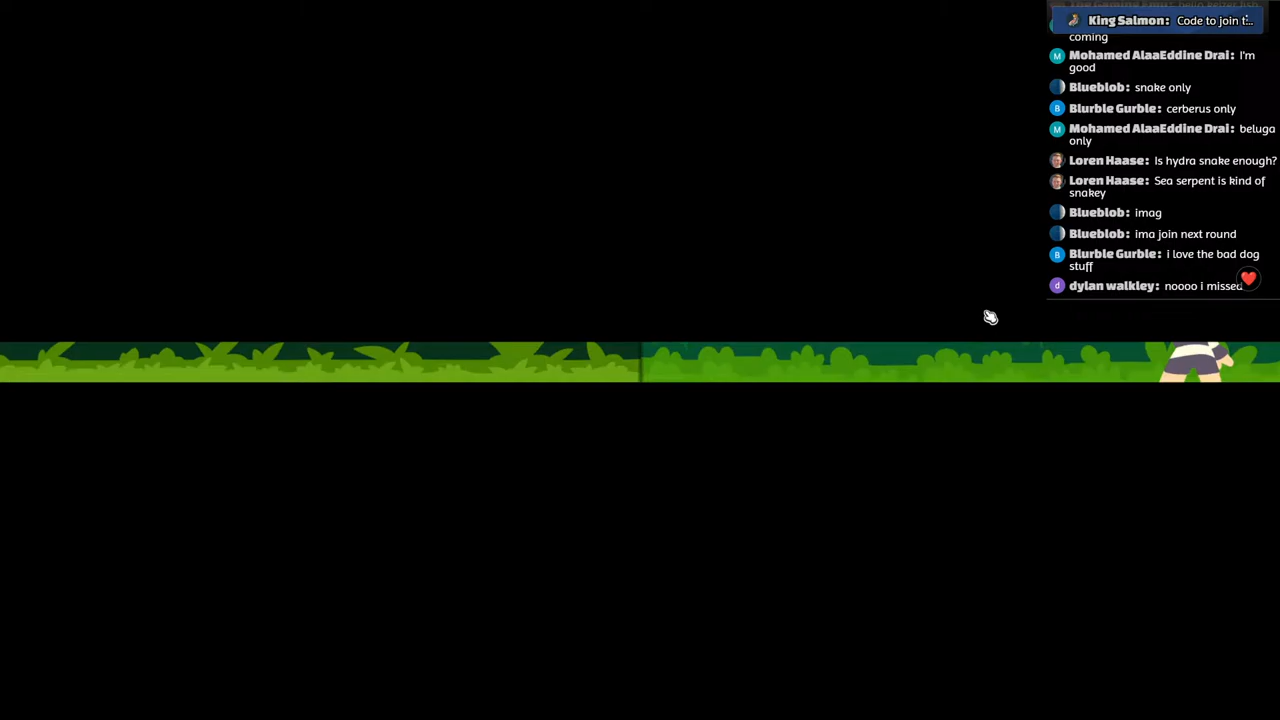 King Salmon: Code to join t...
coming
Mohamed AlaaEddine Drai: I'm
good
Blueblob: snake only
Blurble Gurble: cerberus only
Mohamed AlaaEddine Drai: beluga
only
Loren Haase: Is hydra snake enough?
Loren Haase: Sea serpent is kind of
snakey
Blueblob: imag
Blueblob: ima join next round
Blurble Gurble: i love the bad dog
stuff
dylan walkley: noooo i missed